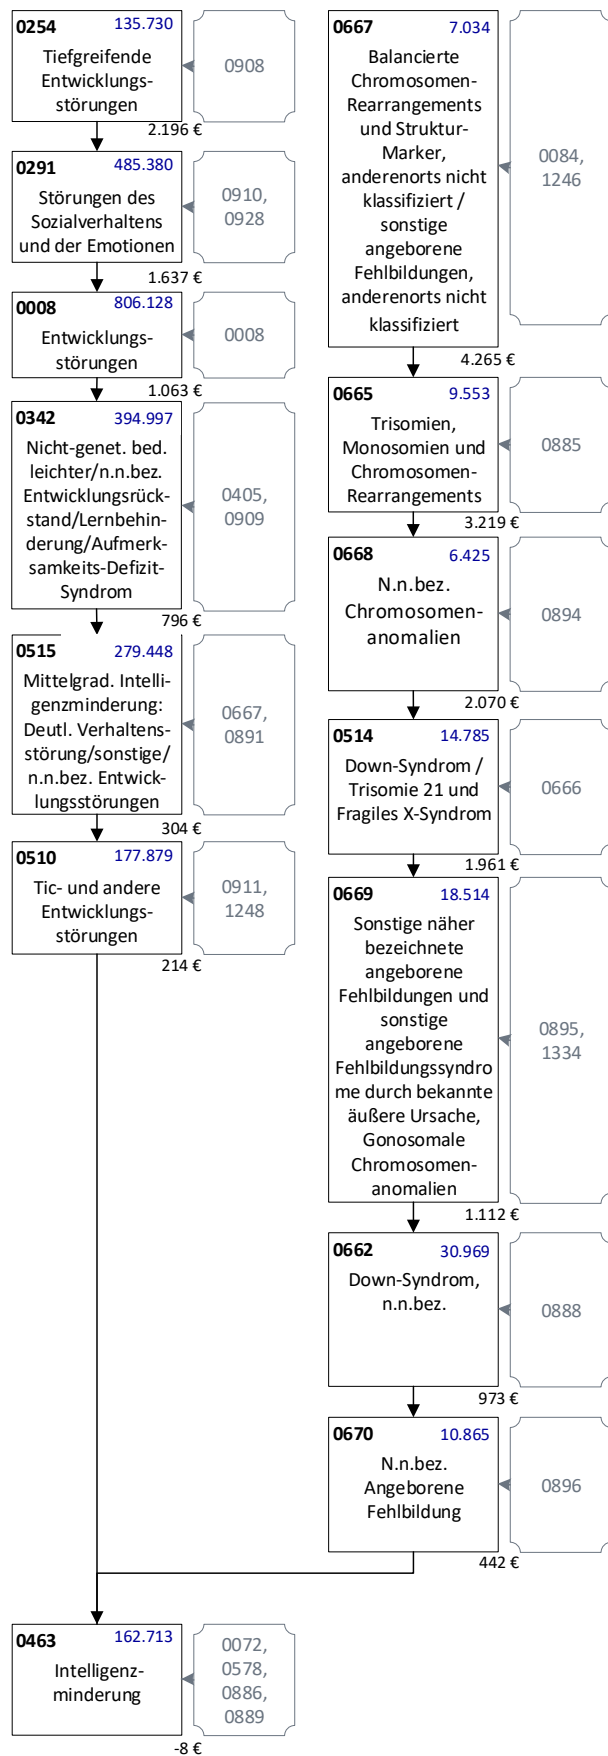 0254 135.730
Tiefgreifende
Entwicklungs-
störungen
0908
2.196 €
0291 485.380
Störungen des
Sozialverhaltens
und der Emotionen
0910,
0928
1.637 €
0008 806.128
Entwicklungs-
störungen
0008
1.063 €
0342 394.997
Nicht-genet. bed.
leichter/n.n.bez.
Entwicklungsrück-
stand/Lernbehin-
derung/Aufmerk-
samkeits-Defizit-
Syndrom
0405,
0909
796 €
0515 279.448
Mittelgrad. Intelli-
genzminderung:
Deutl. Verhaltens-
störung/sonstige/
n.n.bez. Entwick-
lungsstörungen
0667,
0891
304 €
0510 177.879
Tic- und andere
Entwicklungs-
störungen
0911,
1248
214 €
0667 7.034
Balancierte
Chromosomen-
Rearrangements
und Struktur-
Marker,
anderenorts nicht
klassifiziert /
sonstige
angeborene
Fehlbildungen,
anderenorts nicht
klassifiziert
0084,
1246
4.265 €
0665 9.553
Trisomien,
Monosomien und
Chromosomen-
Rearrangements
0885
3.219 €
0668 6.425
N.n.bez.
Chromosomen-
anomalien
0894
2.070 €
0514 14.785
Down-Syndrom /
Trisomie 21 und
Fragiles X-Syndrom
0666
1.961 €
0669 18.514
Sonstige näher
bezeichnete
angeborene
Fehlbildungen und
sonstige
angeborene
Fehlbildungssyndro
me durch bekannte
äußere Ursache,
Gonosomale
Chromosomen-
anomalien
0895,
1334
1.112 €
0662 30.969
Down-Syndrom,
n.n.bez.
0888
973 €
0670 10.865
N.n.bez.
Angeborene
Fehlbildung
0896
442 €
0463 162.713
Intelligenz-
minderung
0072,
0578,
0886,
0889
-8 €